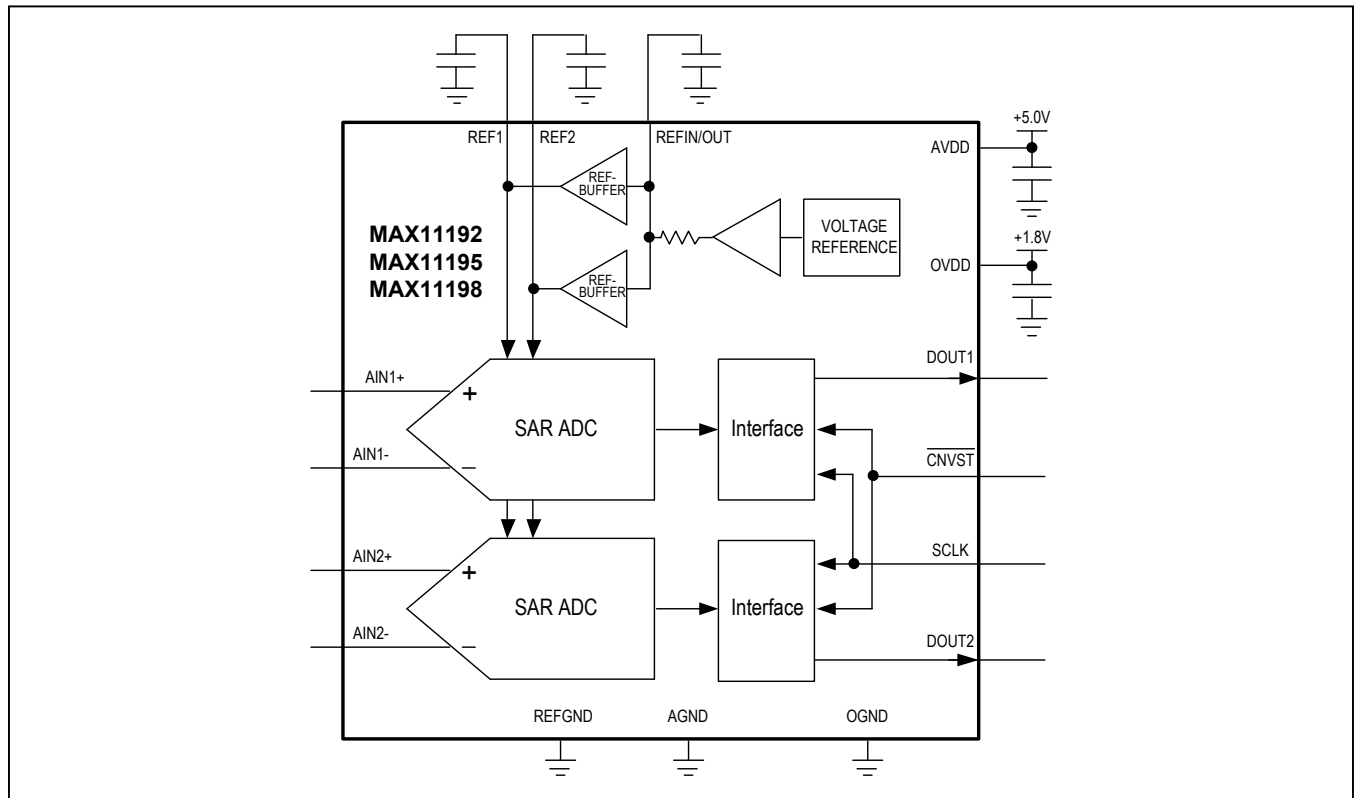 +5.0V
REF1
REF2
REFIN/OUT
AVDD
REF-
BUFFER
MAX11192
MAX11195
MAX11198
VOLTAGE
REFERENCE
+1.8V
OVDD
REF-
BUFFER
DOUT1
AIN1+
+
SAR ADC
Interface
AIN1-
–
CNVST
AIN2+
+
SCLK
SAR ADC
Interface
AIN2-
–
DOUT2
REFGND
AGND
OGND